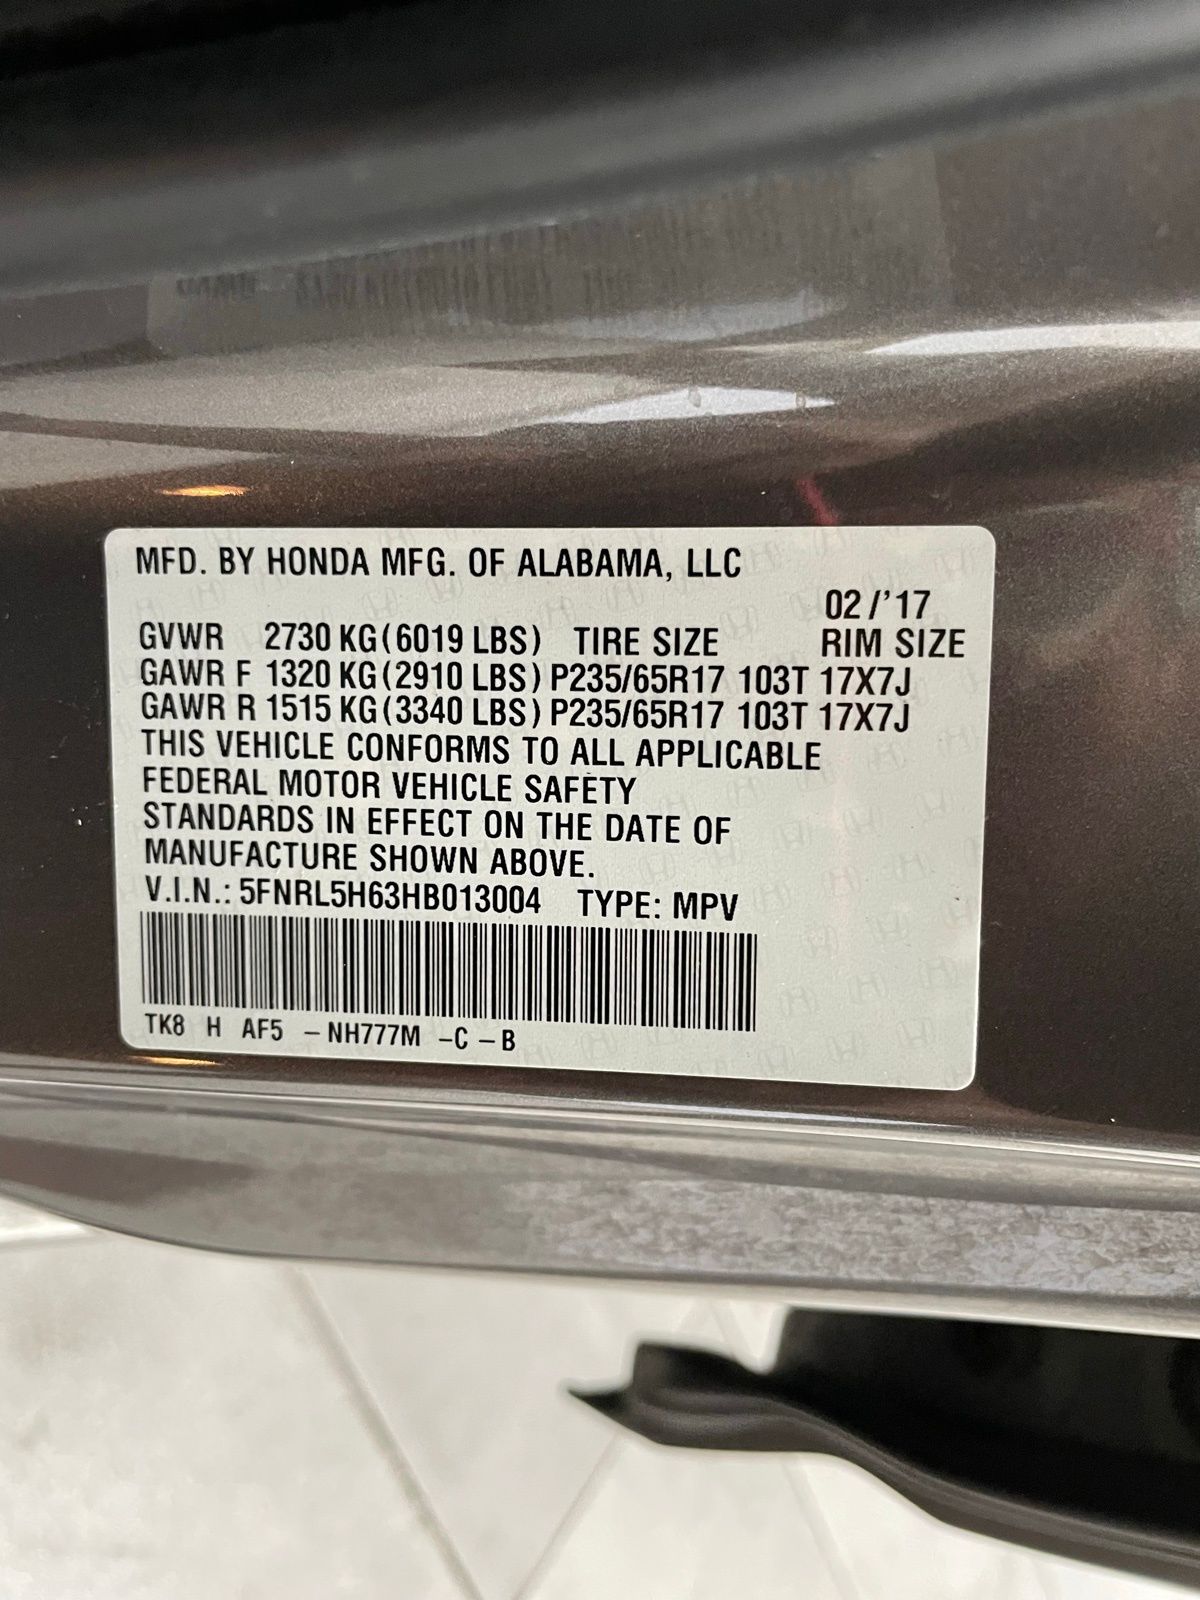 MFD. BY HONDA MFG. OF ALABAMA, LLC
02/'17
GVWR 2730 KG(6019 LBS) TIRE SIZE RIM SIZE
GAWR F 1320 KG(2910 LBS) P235/65R17 103T 17X7J
GAWR R 1515 KG(3340 LBS) P235/65R17 103T 17X7J
THIS VEHICLE CONFORMS TO ALL APPLICABLE
FEDERAL MOTOR VEHICLE SAFETY
STANDARDS IN EFFECT ON THE DATE OF
MANUFACTURE SHOWN ABOVE.
V.I.N.: 5FNRL5H63HB013004 TYPE: MPV
TK8 H AF5 -NH777M -C -B